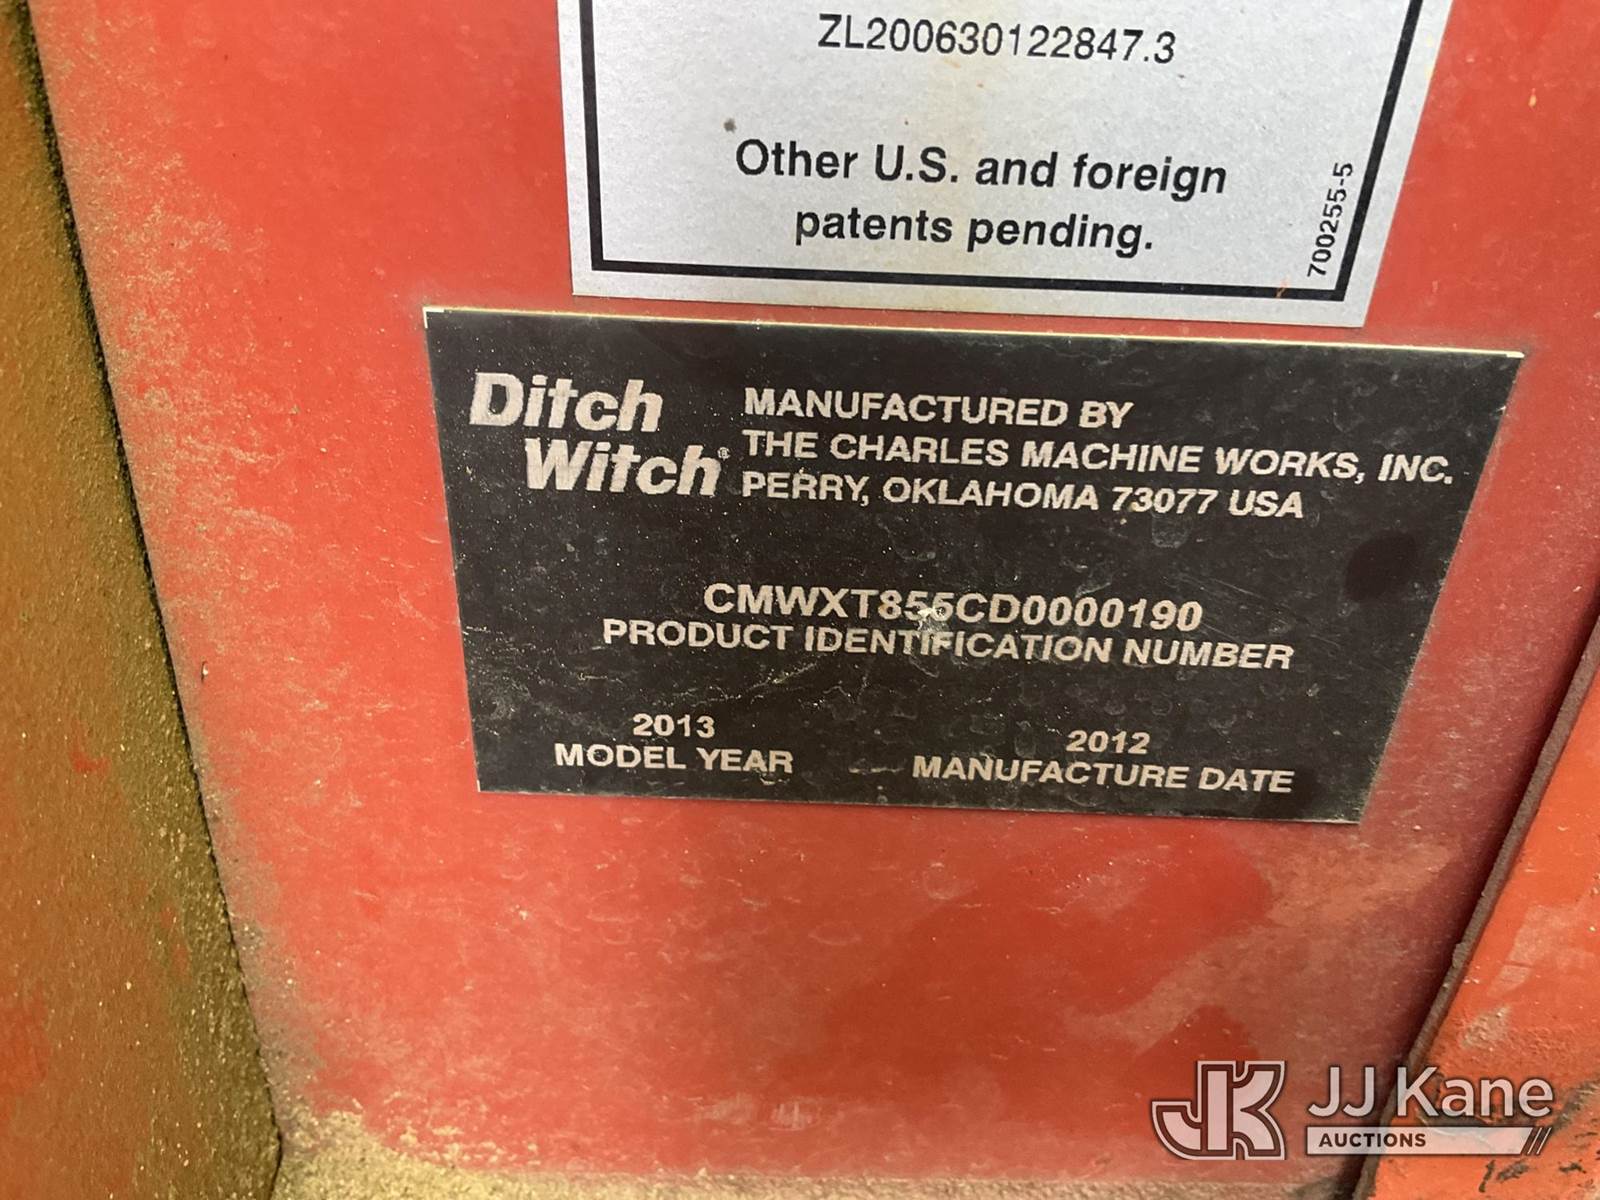 ZL200630122847.3
Other U.S. and foreign
patents pending.
700255-5
Ditch
Witch®
MANUFACTURED BY
THE CHARLES MACHINE WORKS, INC.
PERRY, OKLAHOMA 73077 USA
CMWXT855CD0000190
PRODUCT IDENTIFICATION NUMBER
2013
MODEL YEAR
2012
MANUFACTURE DATE
JK
JJ Kane
AUCTIONS